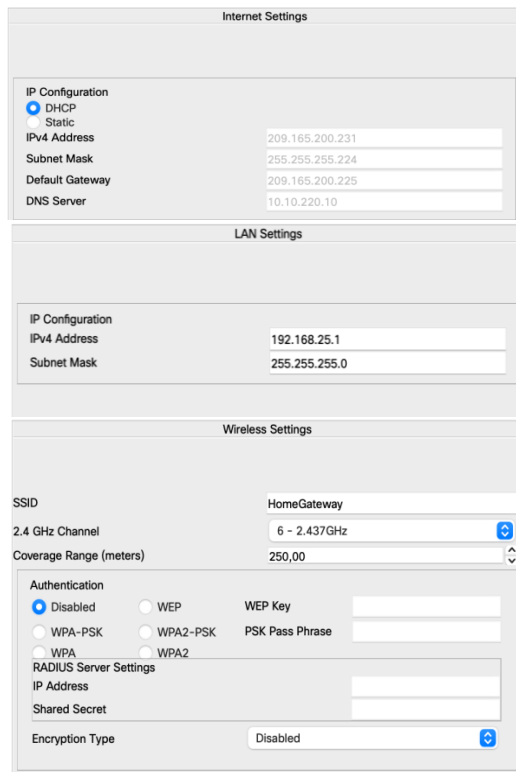 Internet Settings
IP Configuration
DHCP
Static
IPv4 Address 209.165.200.231
Subnet Mask 255.255.255.224
Default Gateway 209.165.200.225
DNS Server 10.10.220.10
LAN Settings
IP Configuration
IPv4 Address 192.168.25.1
Subnet Mask 255.255.255.0
Wireless Settings
SSID HomeGateway
2.4 GHz Channel 6 - 2.437GHz
Coverage Range (meters) 250,00
Authentication
Disabled WEP WEP Key
WPA-PSK WPA2-PSK PSK Pass Phrase
WPA WPA2
RADIUS Server Settings
IP Address
Shared Secret
Encryption Type Disabled